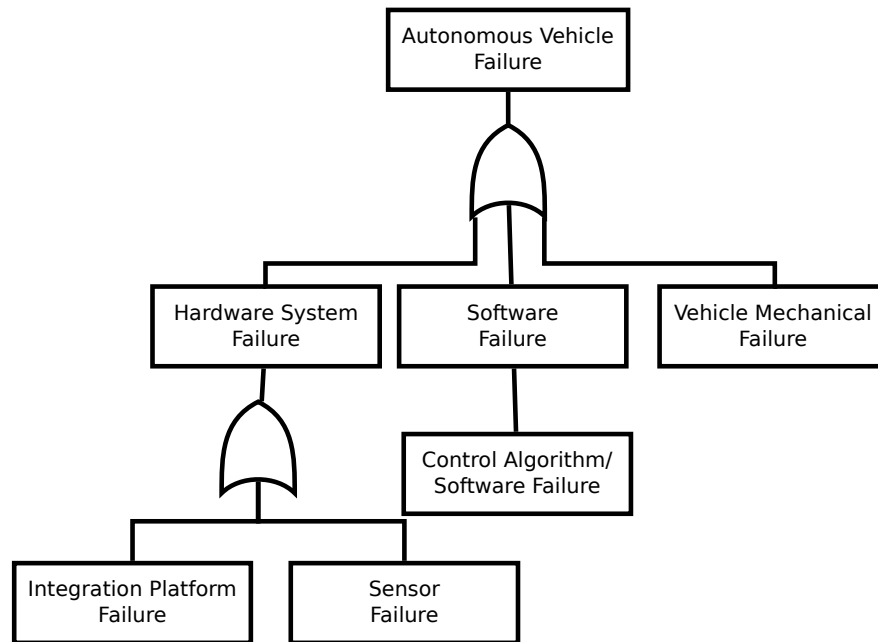 Autonomous Vehicle
Failure
Hardware System
Failure
Software
Failure
Vehicle Mechanical
Failure
Control Algorithm/
Software Failure
Integration Platform
Failure
Sensor
Failure